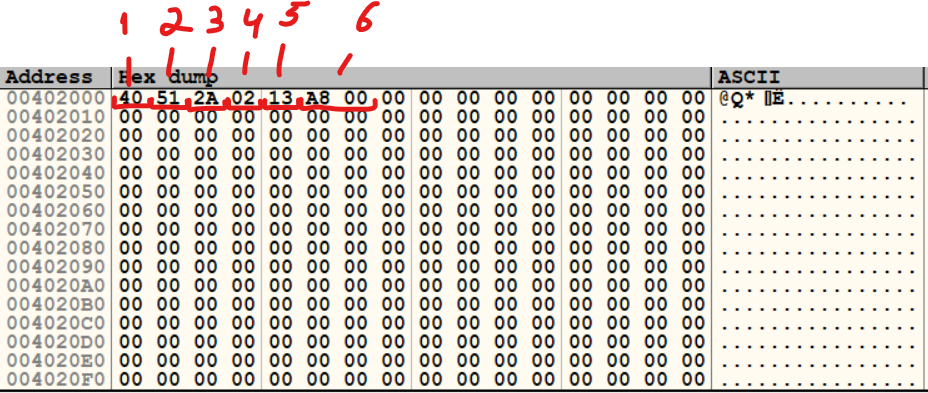 1 2 3 4 5 6
Address Hex dump ASCII
00402000 40 51 2A 02 13 A8 00 00 00 00 00 00 00 00 00 00 @Q*..........
00402010 00 00 00 00 00 00 00 00 00 00 00 00 00 00 00 00 ................
00402020 00 00 00 00 00 00 00 00 00 00 00 00 00 00 00 00 ................
00402030 00 00 00 00 00 00 00 00 00 00 00 00 00 00 00 00 ................
00402040 00 00 00 00 00 00 00 00 00 00 00 00 00 00 00 00 ................
00402050 00 00 00 00 00 00 00 00 00 00 00 00 00 00 00 00 ................
00402060 00 00 00 00 00 00 00 00 00 00 00 00 00 00 00 00 ................
00402070 00 00 00 00 00 00 00 00 00 00 00 00 00 00 00 00 ................
00402080 00 00 00 00 00 00 00 00 00 00 00 00 00 00 00 00 ................
00402090 00 00 00 00 00 00 00 00 00 00 00 00 00 00 00 00 ................
004020A0 00 00 00 00 00 00 00 00 00 00 00 00 00 00 00 00 ................
004020B0 00 00 00 00 00 00 00 00 00 00 00 00 00 00 00 00 ................
004020C0 00 00 00 00 00 00 00 00 00 00 00 00 00 00 00 00 ................
004020D0 00 00 00 00 00 00 00 00 00 00 00 00 00 00 00 00 ................
004020E0 00 00 00 00 00 00 00 00 00 00 00 00 00 00 00 00 ................
004020F0 00 00 00 00 00 00 00 00 00 00 00 00 00 00 00 00 ................